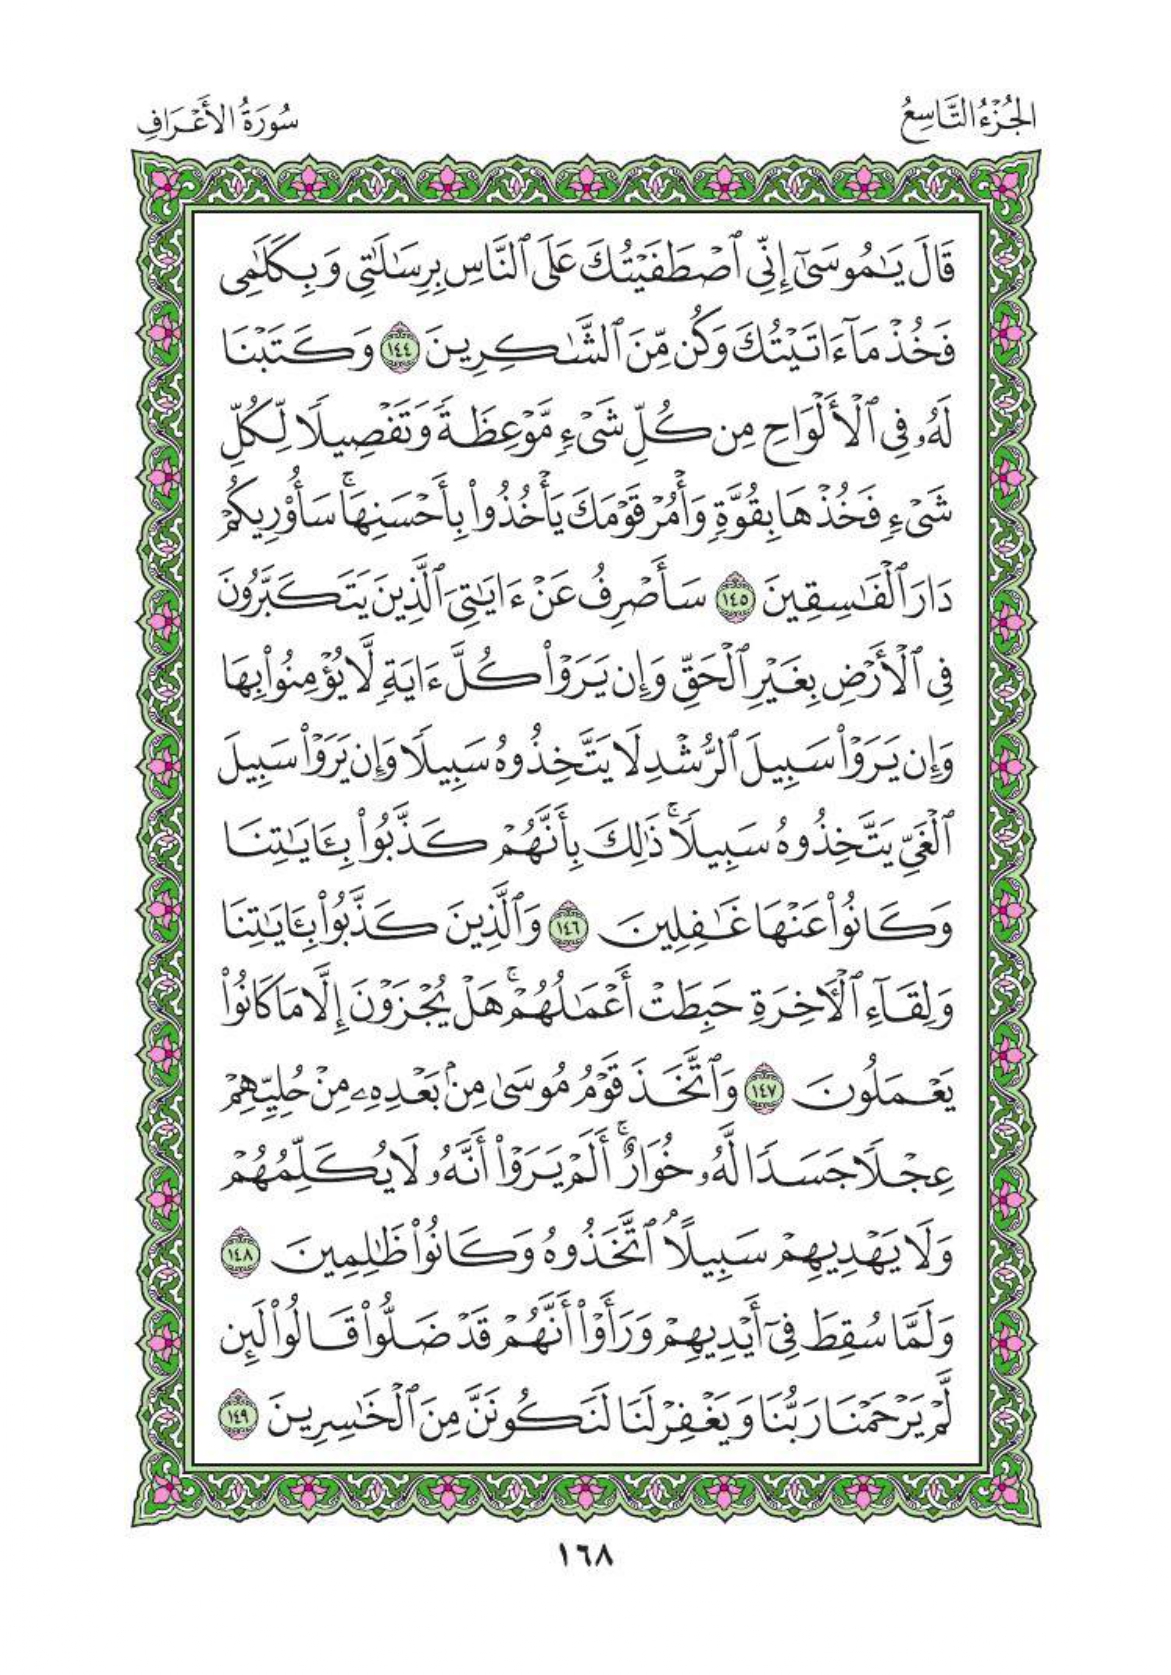 الجُزْءُ التَّاسِعُ
سُورَةُ الأَعْرَافِ
قَالَ يَـٰمُوسَىٰٓ إِنِّي ٱصْطَفَيْتُكَ عَلَى ٱلنَّاسِ بِرِسَـٰلَـٰتِي وَبِكَلَـٰمِي
فَخُذْ مَآ ءَاتَيْتُكَ وَكُن مِّنَ ٱلشَّـٰكِرِينَ ١٤٤ وَكَتَبْنَا
لَهُۥ فِي ٱلْأَلْوَاحِ مِن كُلِّ شَيْءٍ مَّوْعِظَةً وَتَفْصِيلًا لِّكُلِّ
شَيْءٍ فَخُذْهَا بِقُوَّةٍ وَأْمُرْ قَوْمَكَ يَأْخُذُوا۟ بِأَحْسَنِهَاۚ سَأُو۟رِيكُمْ
دَارَ ٱلْفَـٰسِقِينَ ١٤٥ سَأَصْرِفُ عَنْ ءَايَـٰتِيَ ٱلَّذِينَ يَتَكَبَّرُونَ
فِي ٱلْأَرْضِ بِغَيْرِ ٱلْحَقِّ وَإِن يَرَوْا۟ كُلَّ ءَايَةٍ لَّا يُؤْمِنُوا۟ بِهَا
وَإِن يَرَوْا۟ سَبِيلَ ٱلرُّشْدِ لَا يَتَّخِذُوهُ سَبِيلًا وَإِن يَرَوْا۟ سَبِيلَ
ٱلْغَيِّ يَتَّخِذُوهُ سَبِيلًاۚ ذَٰلِكَ بِأَنَّهُمْ كَذَّبُوا۟ بِـَٔايَـٰتِنَا
وَكَانُوا۟ عَنْهَا غَـٰفِلِينَ ١٤٦ وَٱلَّذِينَ كَذَّبُوا۟ بِـَٔايَـٰتِنَا
وَلِقَآءِ ٱلْـَٔاخِرَةِ حَبِطَتْ أَعْمَـٰلُهُمْۚ هَلْ يُجْزَوْنَ إِلَّا مَا كَانُوا۟
يَعْمَلُونَ ١٤٧ وَٱتَّخَذَ قَوْمُ مُوسَىٰ مِنۢ بَعْدِهِۦ مِنْ حُلِيِّهِمْ
عِجْلًا جَسَدًا لَّهُۥ خُوَارٌۚ أَلَمْ يَرَوْا۟ أَنَّهُۥ لَا يُكَلِّمُهُمْ
وَلَا يَهْدِيهِمْ سَبِيلًاۘ ٱتَّخَذُوهُ وَكَانُوا۟ ظَـٰلِمِينَ ١٤٨
وَلَمَّا سُقِطَ فِيٓ أَيْدِيهِمْ وَرَأَوْا۟ أَنَّهُمْ قَدْ ضَلُّوا۟ قَالُوا۟ لَئِن
لَّمْ يَرْحَمْنَا رَبُّنَا وَيَغْفِرْ لَنَا لَنَكُونَنَّ مِنَ ٱلْخَـٰسِرِينَ ١٤٩
١٦٨